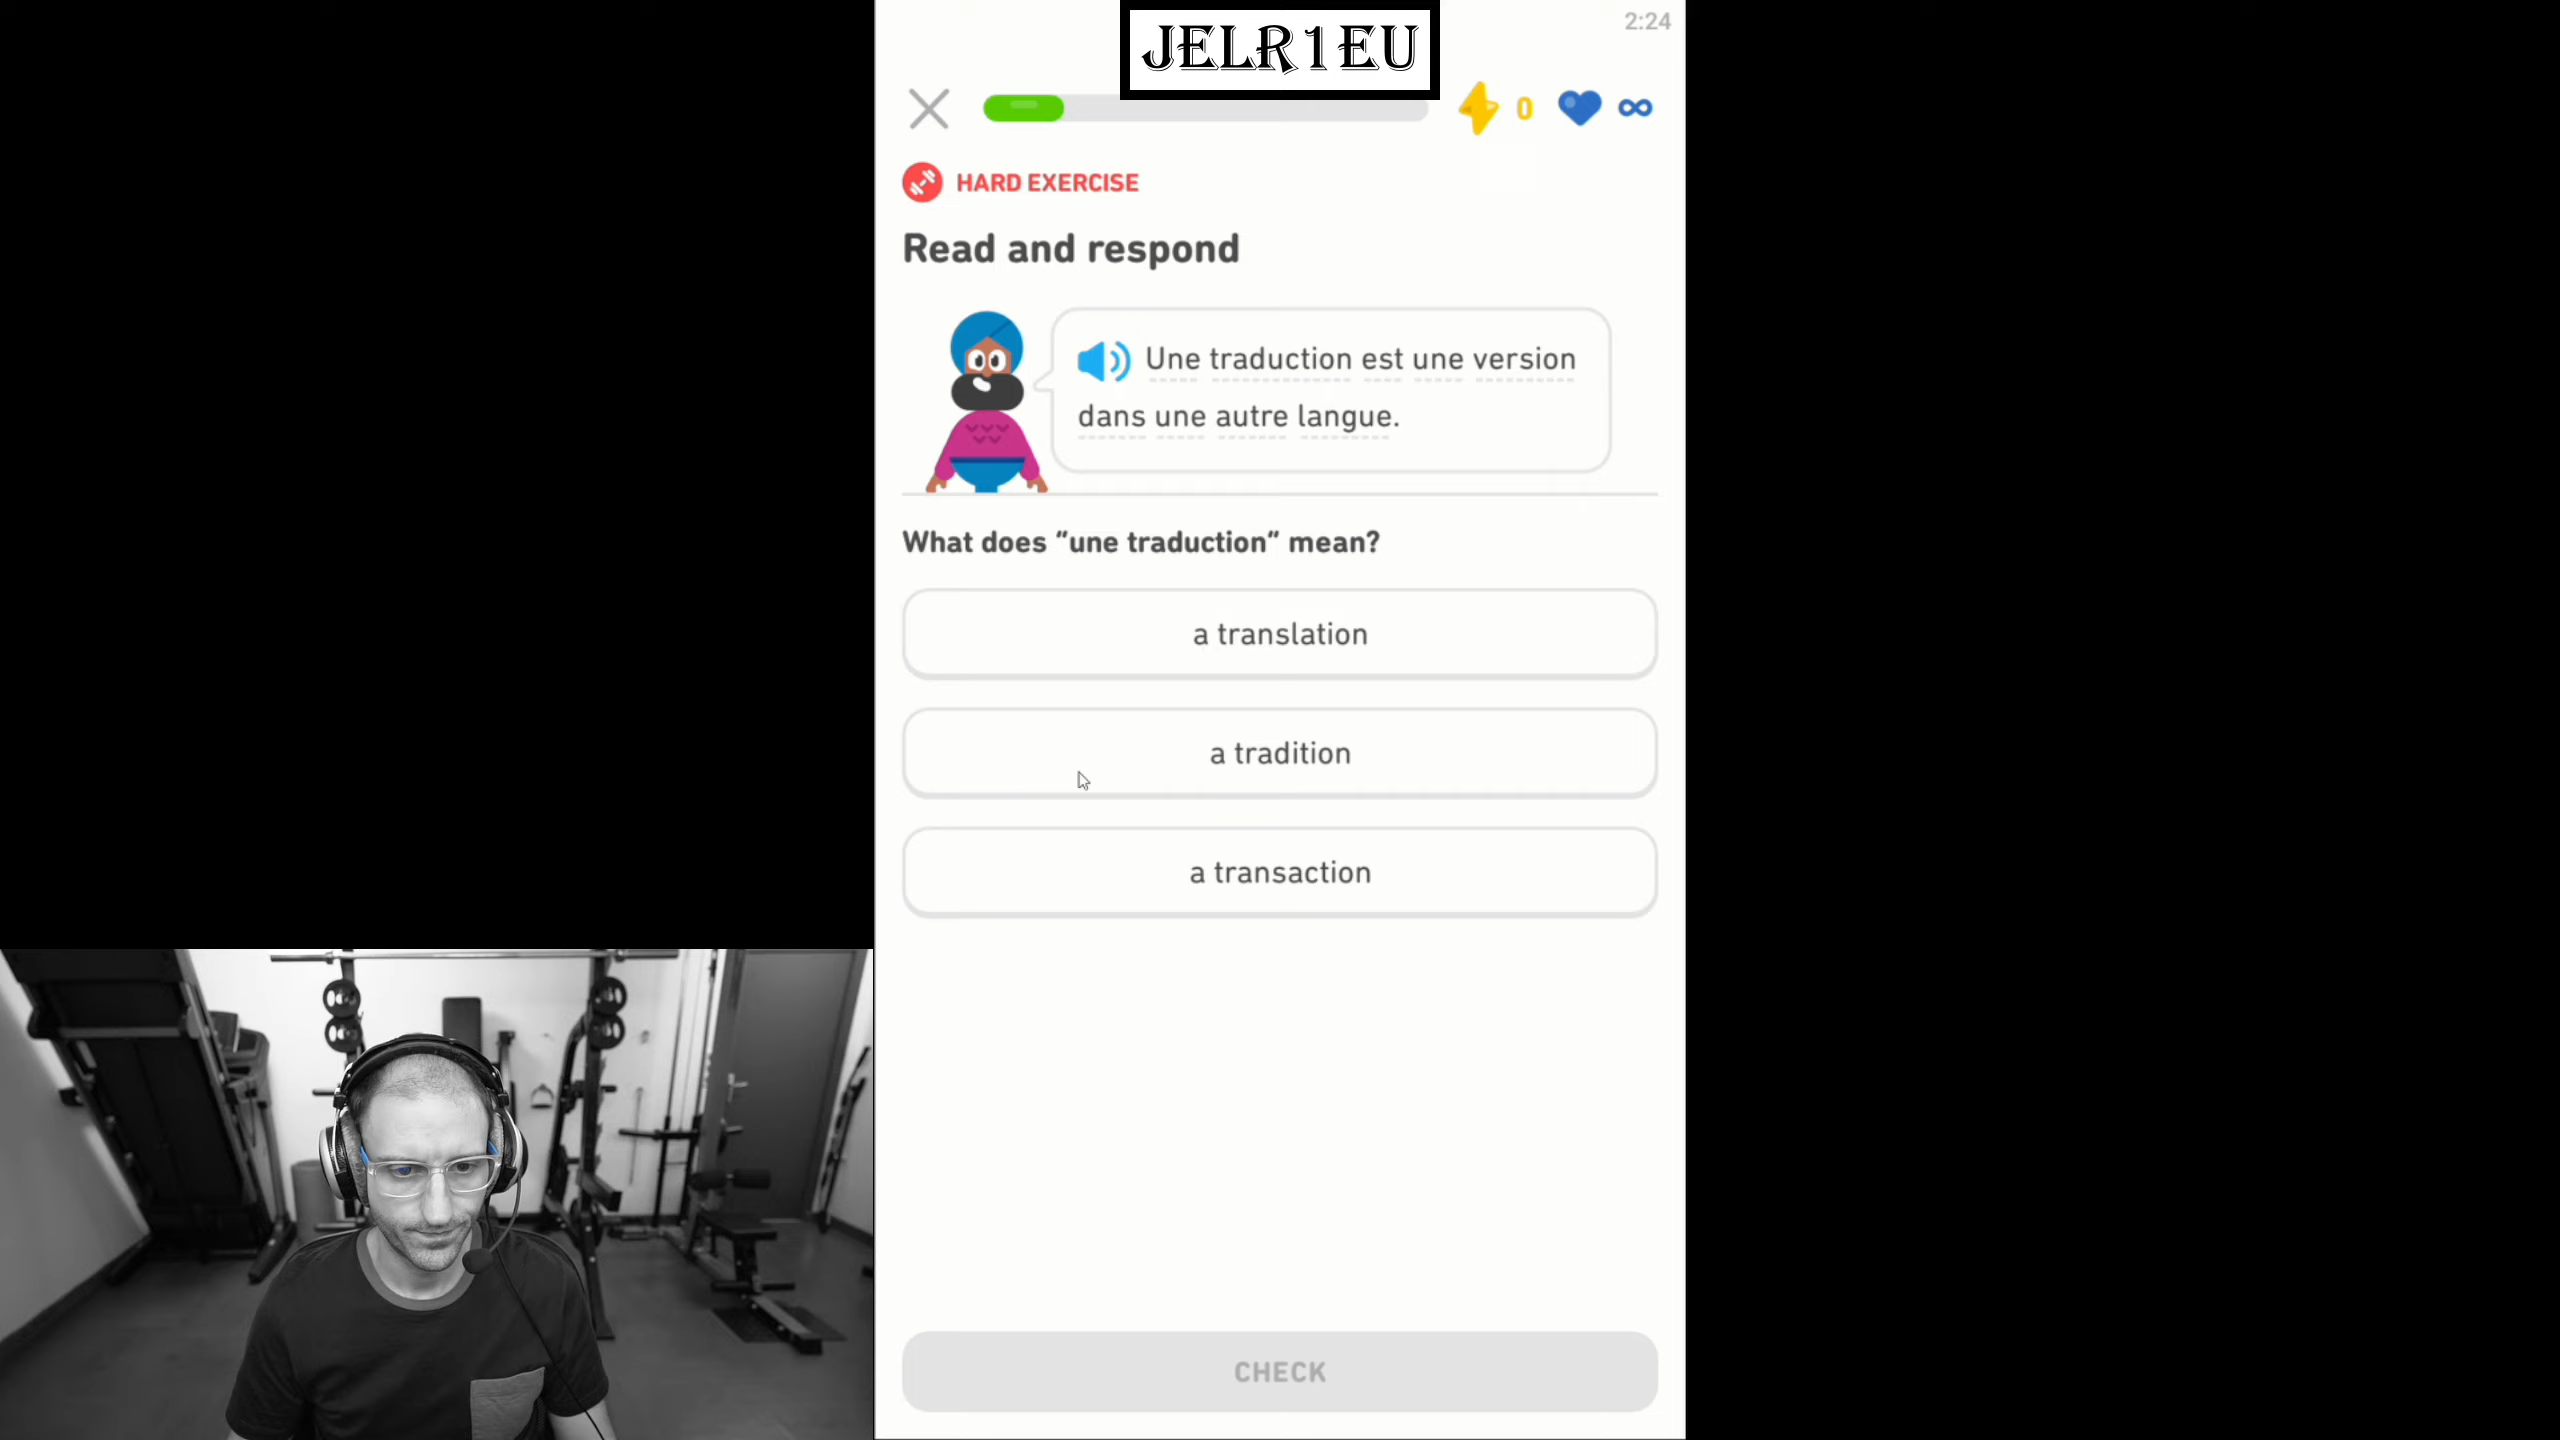 JELR1EU
2:24
0
HARD EXERCISE
Read and respond
Une traduction est une version
dans une autre langue.
What does “une traduction” mean?
a translation
a tradition
a transaction
CHECK